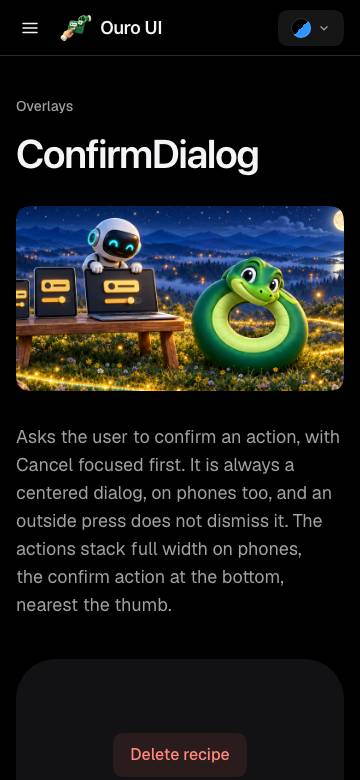 Ouro UI
Overlays
ConfirmDialog
Asks the user to confirm an action, with
Cancel focused first. It is always a
centered dialog, on phones too, and an
outside press does not dismiss it. The
actions stack full width on phones,
the confirm action at the bottom,
nearest the thumb.
Delete recipe